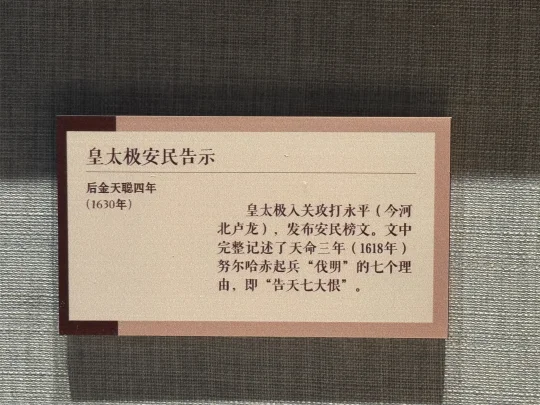 皇太极安民告示
后金天聪四年
（1630年）
皇太极入关攻打永平（今河
北卢龙），发布安民榜文。文中
完整记述了天命三年（1618年）
努尔哈赤起兵“伐明”的七个理
由，即“告天七大恨”。